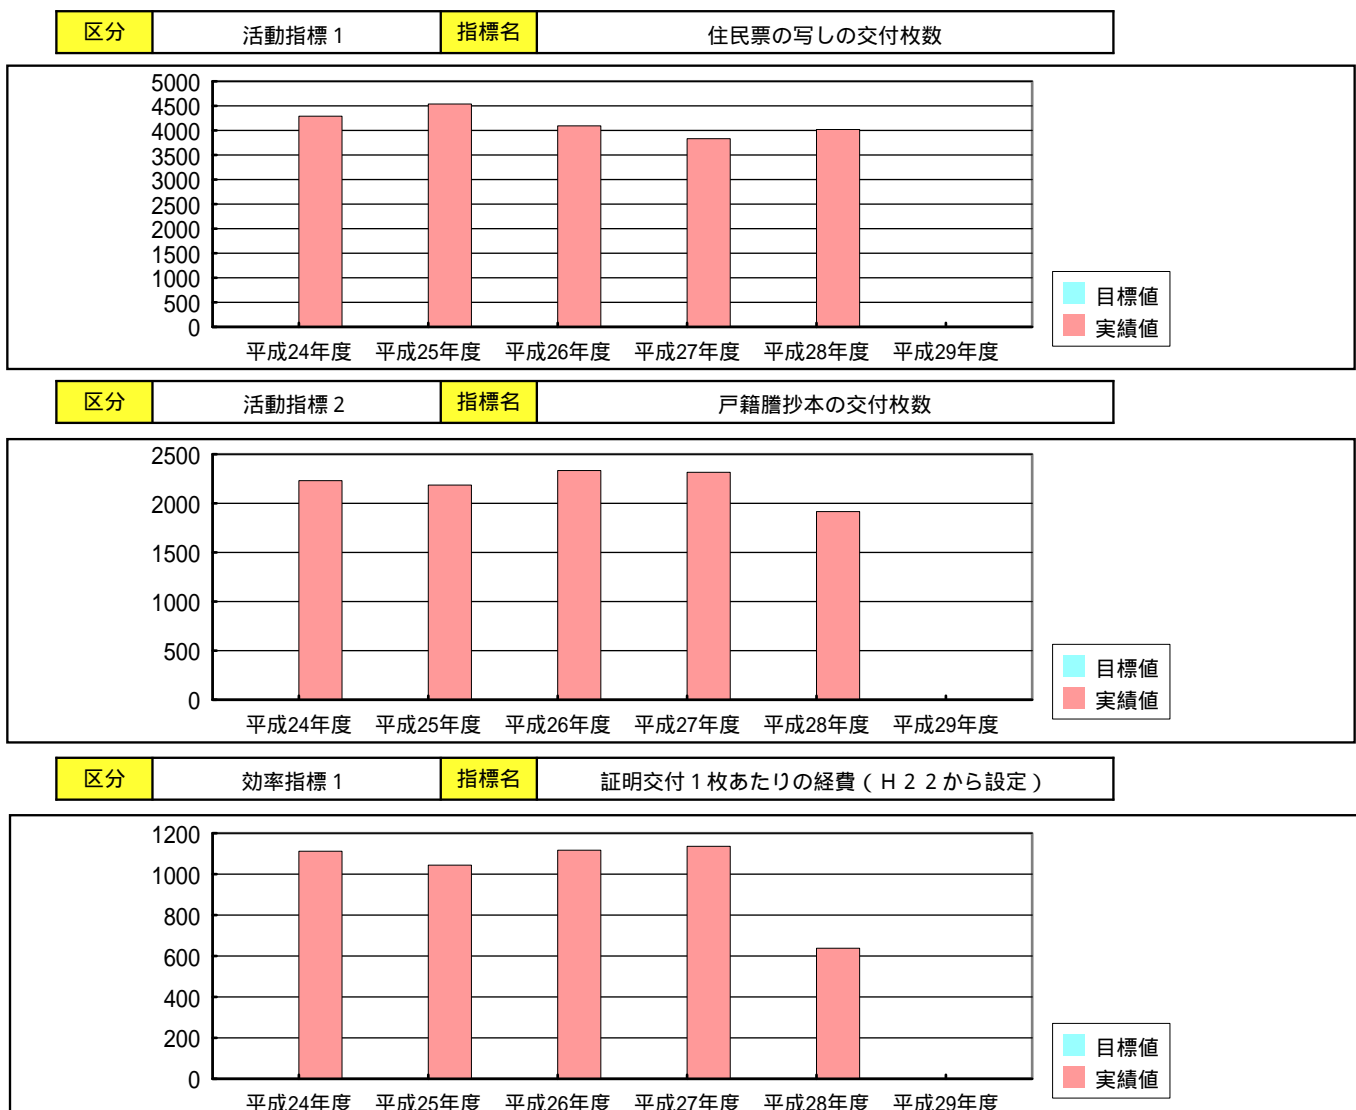 区分 活動指標１ 指標名 住民票の写しの交付枚数
5000
4500
4000
3500
3000
2500
2000
1500
1000
500
0
平成24年度 平成25年度 平成26年度 平成27年度 平成28年度 平成29年度
目標値
実績値
区分 活動指標２ 指標名 戸籍謄抄本の交付枚数
2500
2000
1500
1000
500
0
平成24年度 平成25年度 平成26年度 平成27年度 平成28年度 平成29年度
目標値
実績値
区分 効率指標１ 指標名 証明交付１枚あたりの経費（Ｈ２２から設定）
1200
1000
800
600
400
200
0
平成24年度 平成25年度 平成26年度 平成27年度 平成28年度 平成29年度
目標値
実績値